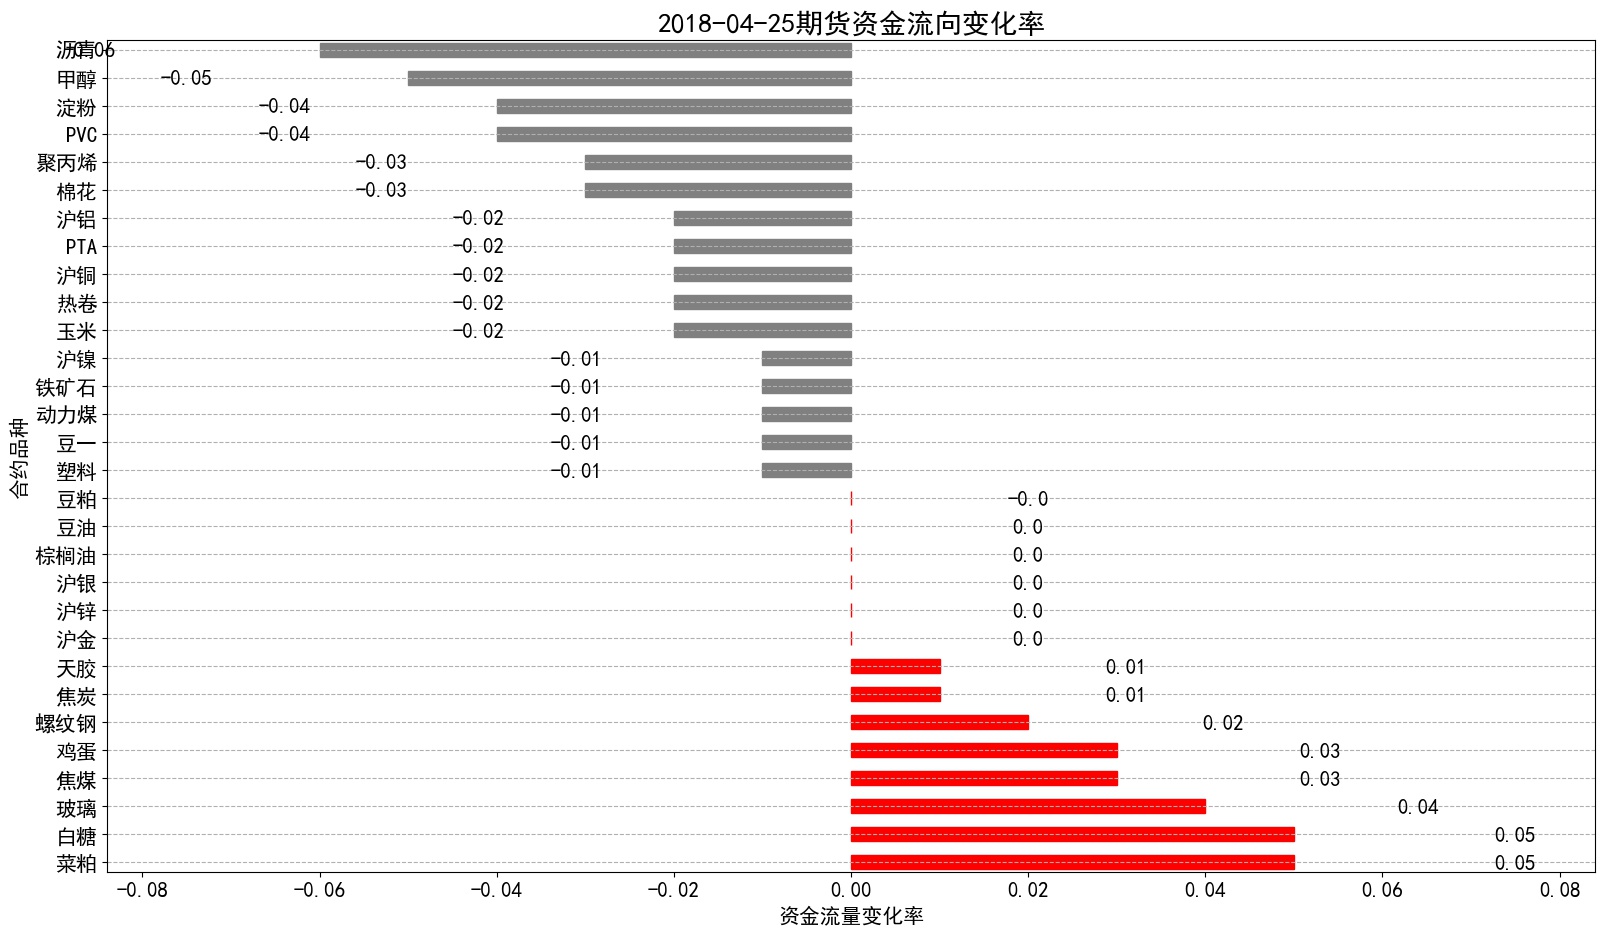 2018-04-25期货资金流向变化率
沥青 -0.06
甲醇 -0.05
淀粉 -0.04
PVC -0.04
聚丙烯 -0.03
棉花 -0.03
沪铝 -0.02
PTA -0.02
沪铜 -0.02
热卷 -0.02
玉米 -0.02
沪镍 -0.01
铁矿石 -0.01
动力煤 -0.01
豆一 -0.01
塑料 -0.01
豆粕 -0.0
豆油 0.0
棕榈油 0.0
沪银 0.0
沪锌 0.0
沪金 0.0
天胶 0.01
焦炭 0.01
螺纹钢 0.02
鸡蛋 0.03
焦煤 0.03
玻璃 0.04
白糖 0.05
菜粕 0.05
合约品种
-0.08 -0.06 -0.04 -0.02 0.00 0.02 0.04 0.06 0.08
资金流量变化率